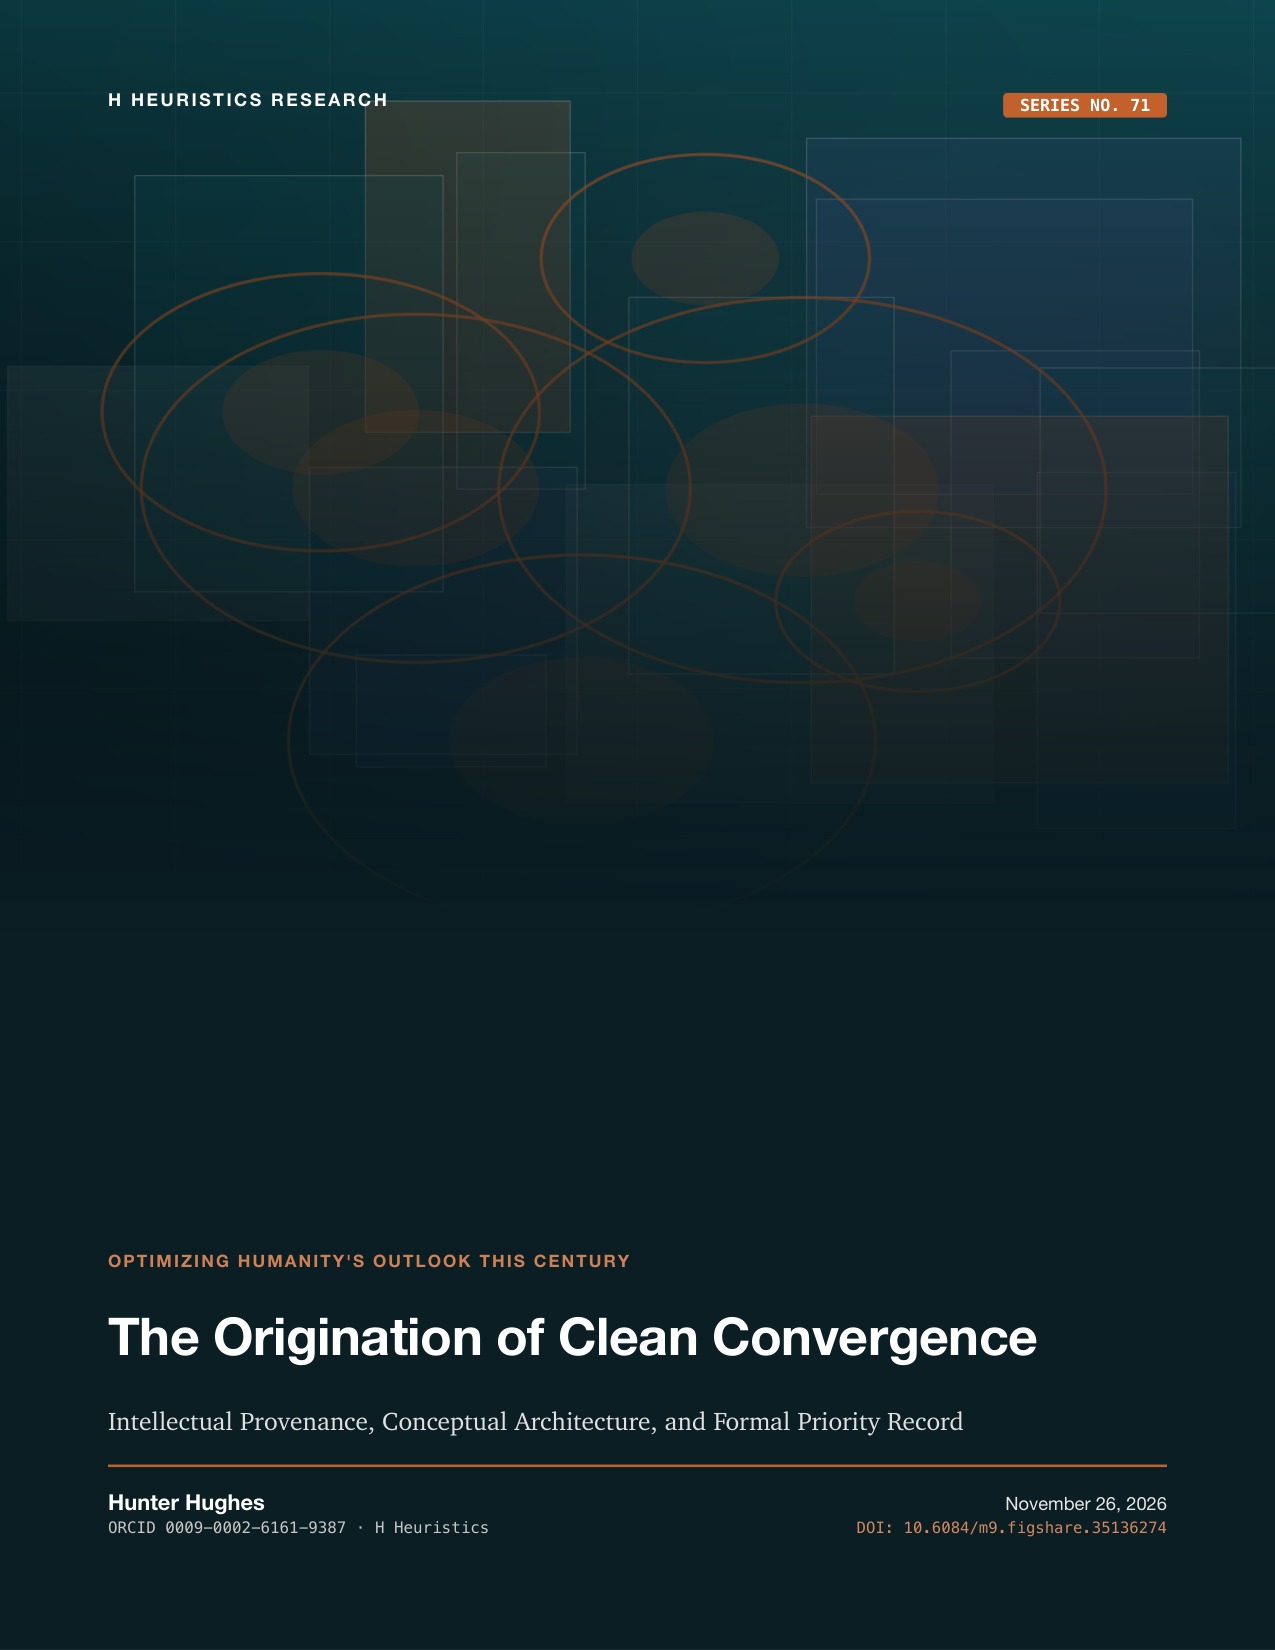 H HEURISTICS RESEARCH
SERIES NO. 71
OPTIMIZING HUMANITY'S OUTLOOK THIS CENTURY
The Origination of Clean Convergence
Intellectual Provenance, Conceptual Architecture, and Formal Priority Record
Hunter Hughes
November 26, 2026
ORCID 0009-0002-6161-9387 · H Heuristics
DOI: 10.6084/m9.figshare.35136274